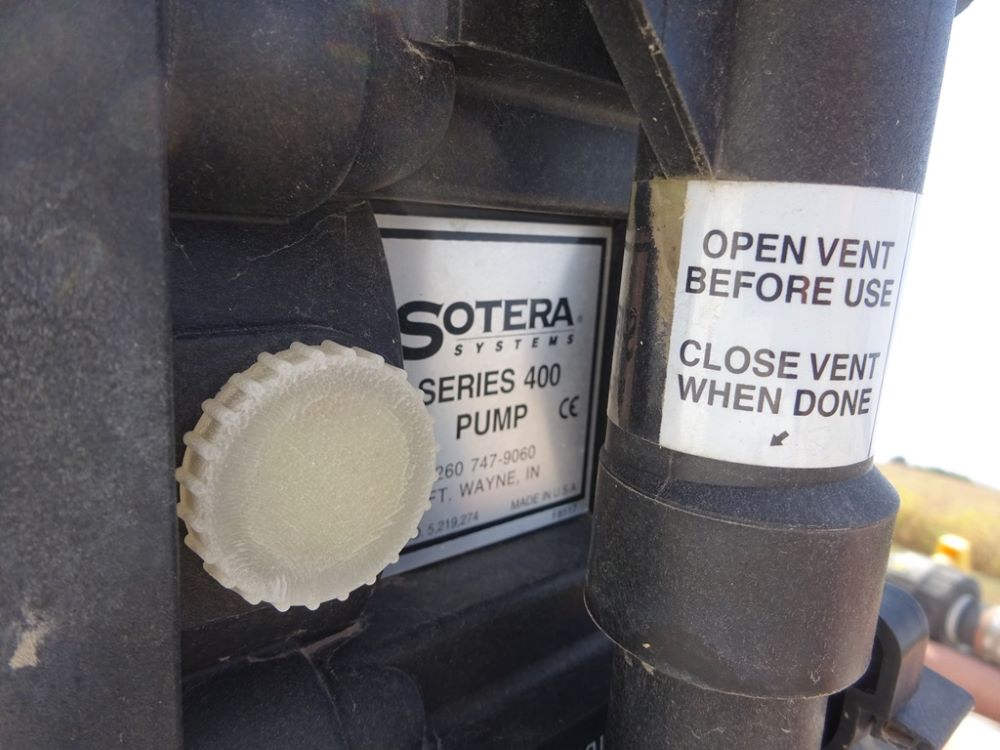 SOTERA®
SYSTEMS
SERIES 400
PUMP
CE
260 747-9060
FT. WAYNE, IN
MADE IN U.S.A.
5,219,274
OPEN VENT
BEFORE USE
CLOSE VENT
WHEN DONE